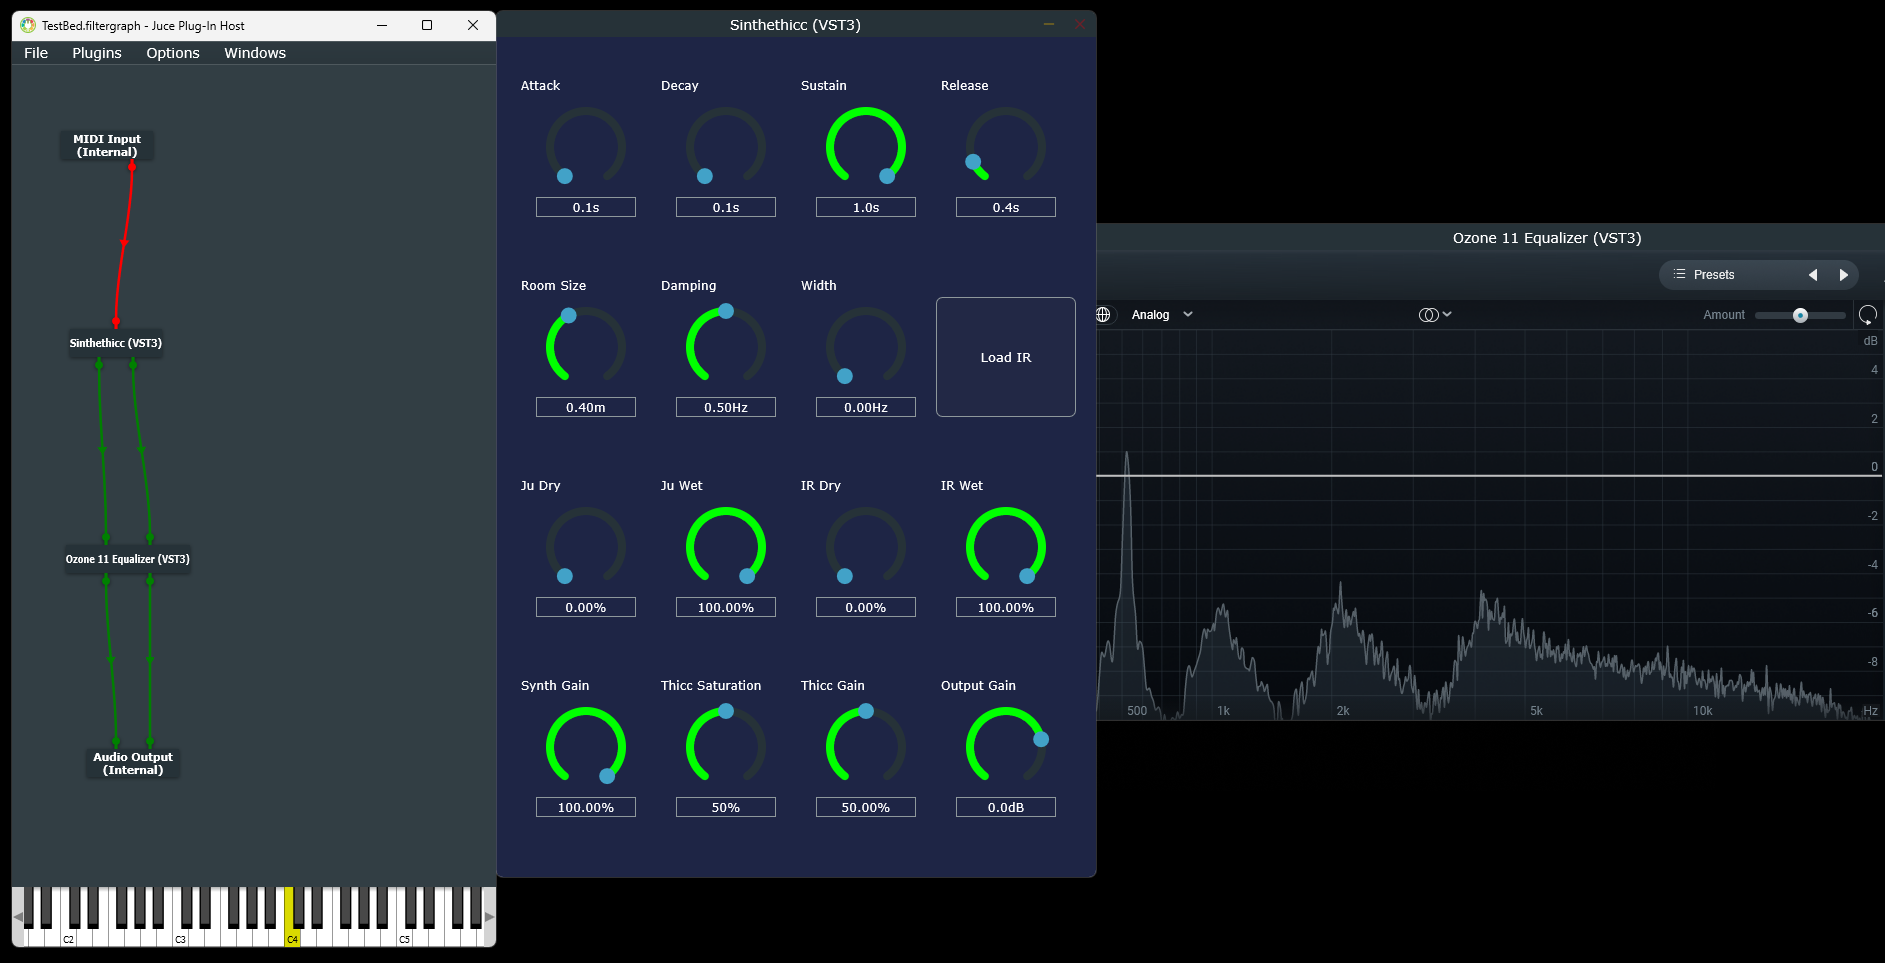 TestBed.filtergraph - Juce Plug-In Host
File Plugins Options Windows
MIDI Input
(Internal)
Sinthethicc (VST3)
Ozone 11 Equalizer (VST3)
Audio Output
(Internal)
C2 C3 C4 C5
Sinthethicc (VST3)
Attack Decay Sustain Release
0.1s 0.1s 1.0s 0.4s
Room Size Damping Width
Load IR
0.40m 0.50Hz 0.00Hz
Ju Dry Ju Wet IR Dry IR Wet
0.00% 100.00% 0.00% 100.00%
Synth Gain Thicc Saturation Thicc Gain Output Gain
100.00% 50% 50.00% 0.0dB
Ozone 11 Equalizer (VST3)
Presets
Analog Amount
dB
4
2
0
-2
-4
-6
-8
500 1k 2k 5k 10k Hz